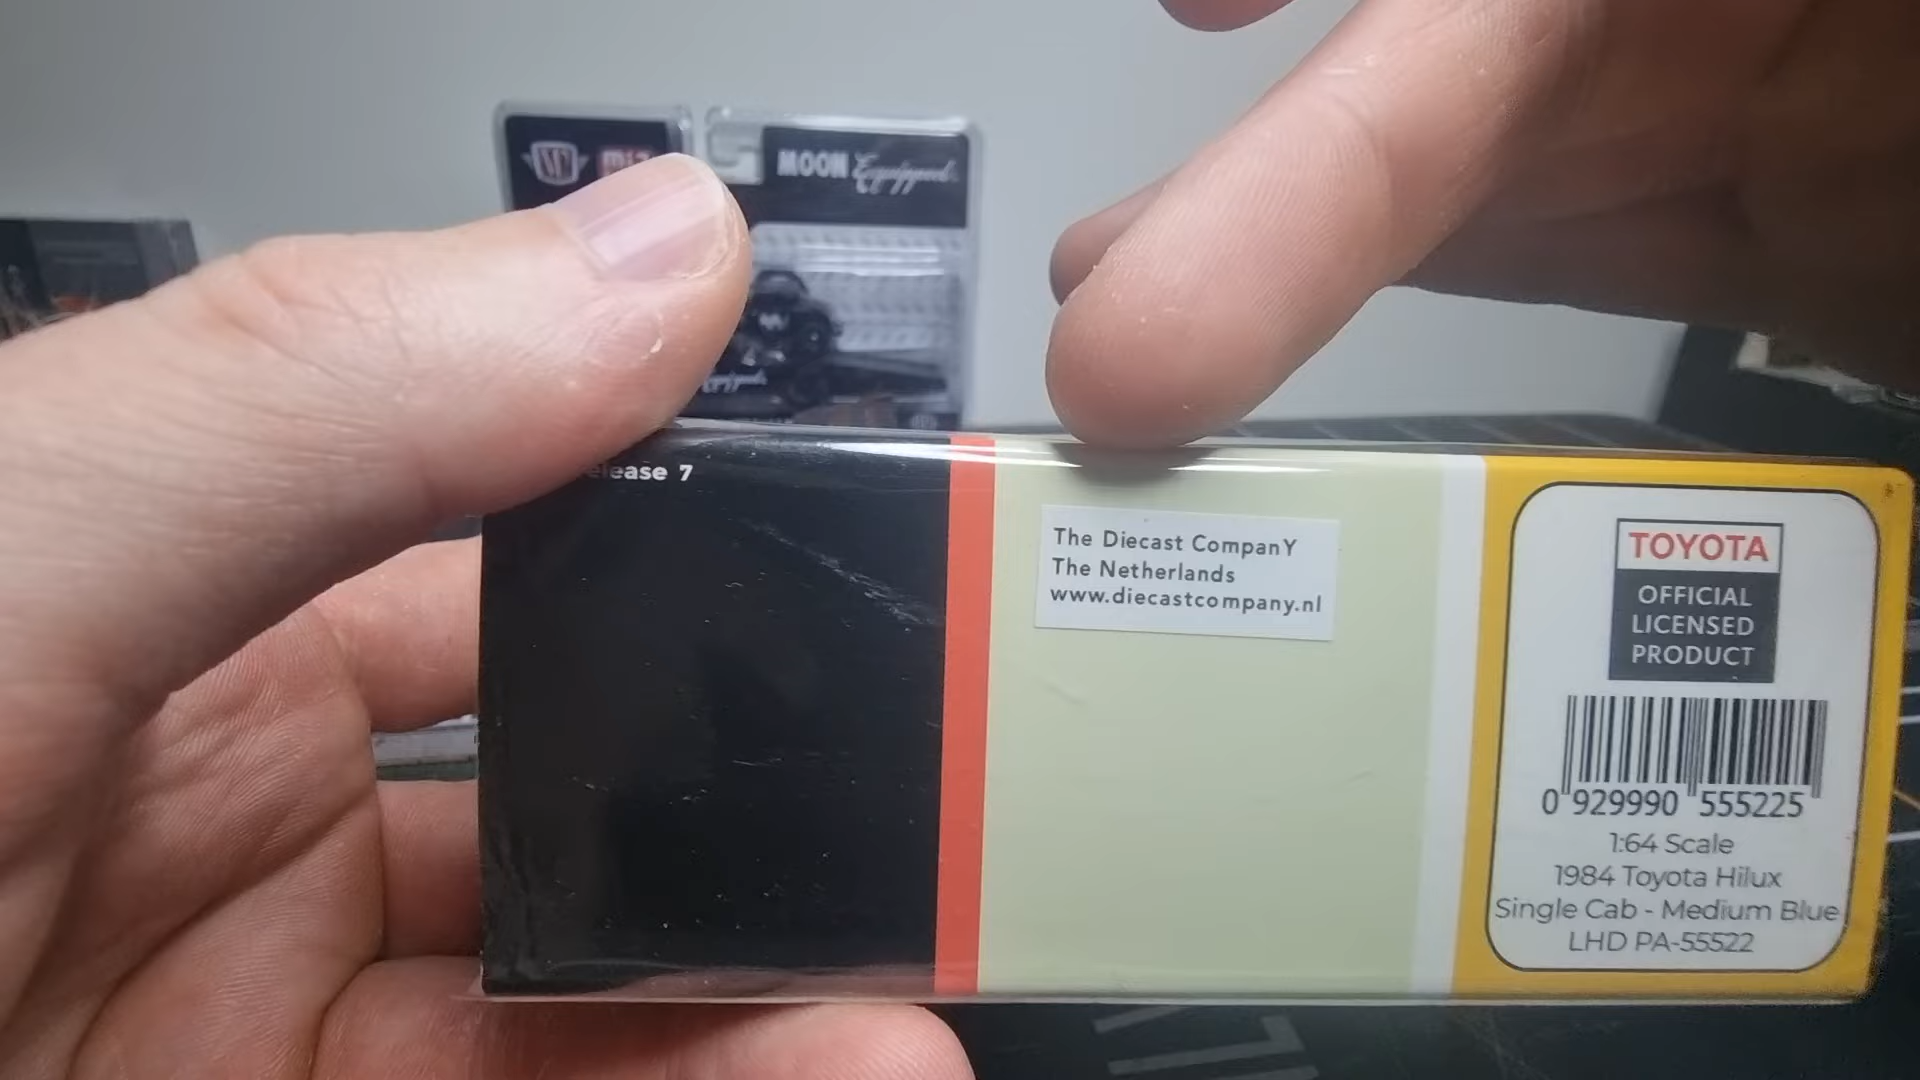 MOON Equipped
elease 7
The Diecast CompanY
The Netherlands
www.diecastcompany.nl
TOYOTA
OFFICIAL
LICENSED
PRODUCT
0 929990 555225
1:64 Scale
1984 Toyota Hilux
Single Cab - Medium Blue
LHD PA-55522